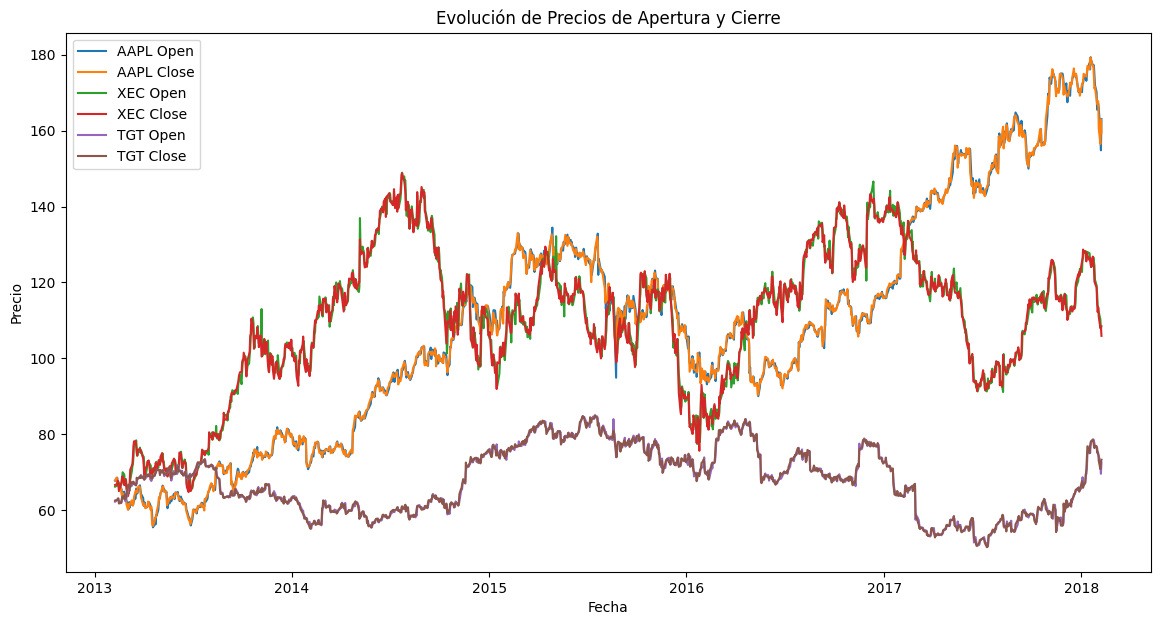 Evolución de Precios de Apertura y Cierre
AAPL Open
AAPL Close
XEC Open
XEC Close
TGT Open
TGT Close
Precio
180
160
140
120
100
80
60
2013
2014
2015
2016
2017
2018
Fecha